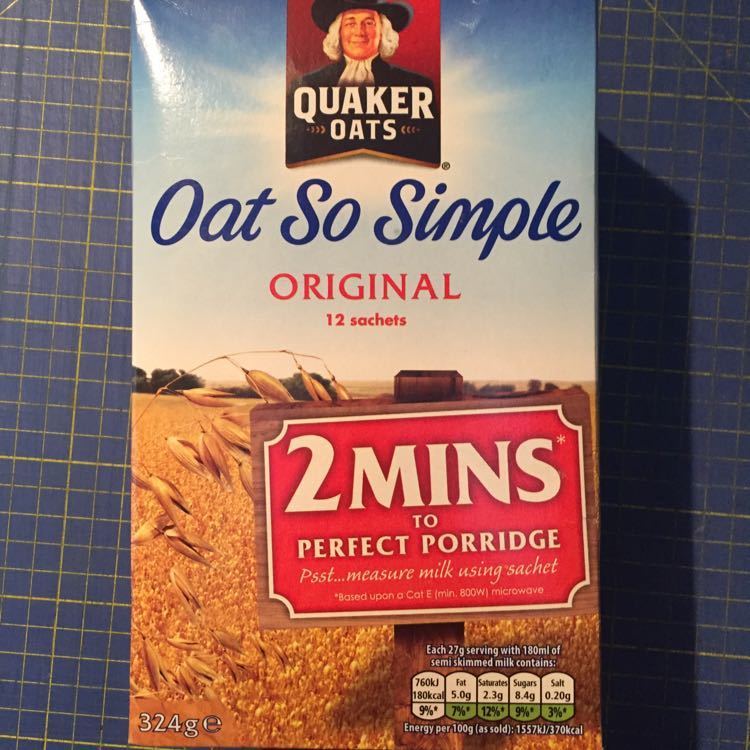 QUAKER
OATS
®
Oat So Simple
ORIGINAL
12 sachets
2 MINS*
TO
PERFECT PORRIDGE
Psst...measure milk using sachet
*Based upon a Cat E (min. 800W) microwave
Each 27g serving with 180ml of
semi skimmed milk contains:
760kJ Fat Saturates Sugars Salt
180kcal 5.0g 2.3g 8.4g 0.20g
9%* 7%* 12%* 9%* 3%*
Energy per 100g (as sold): 1557kJ/370kcal
324g e